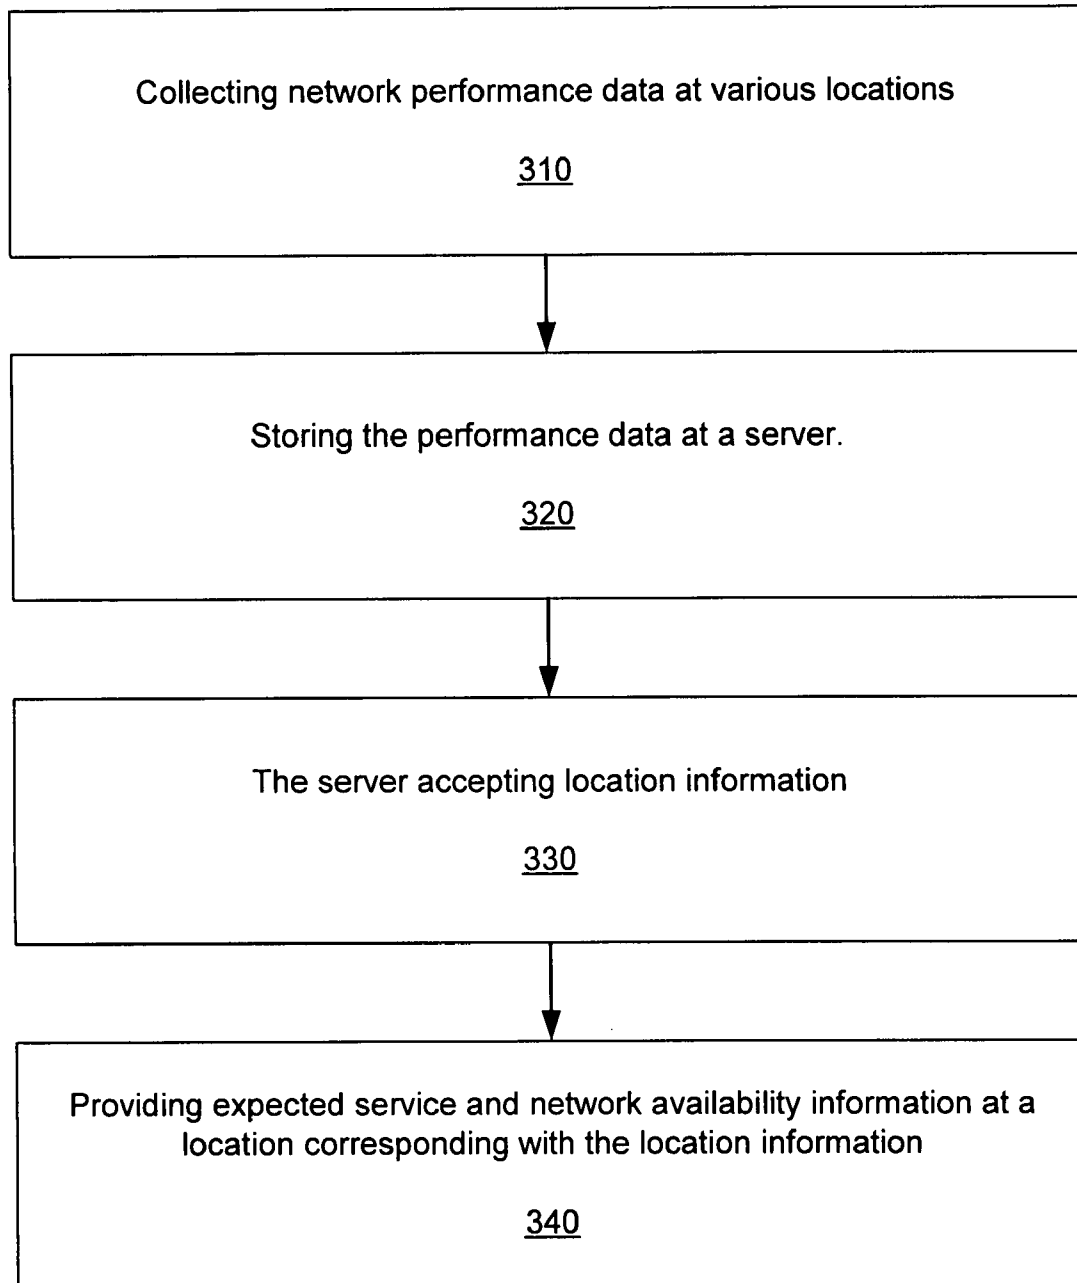 Collecting network performance data at various locations
310
Storing the performance data at a server.
320
The server accepting location information
330
Providing expected service and network availability information at a
location corresponding with the location information
340